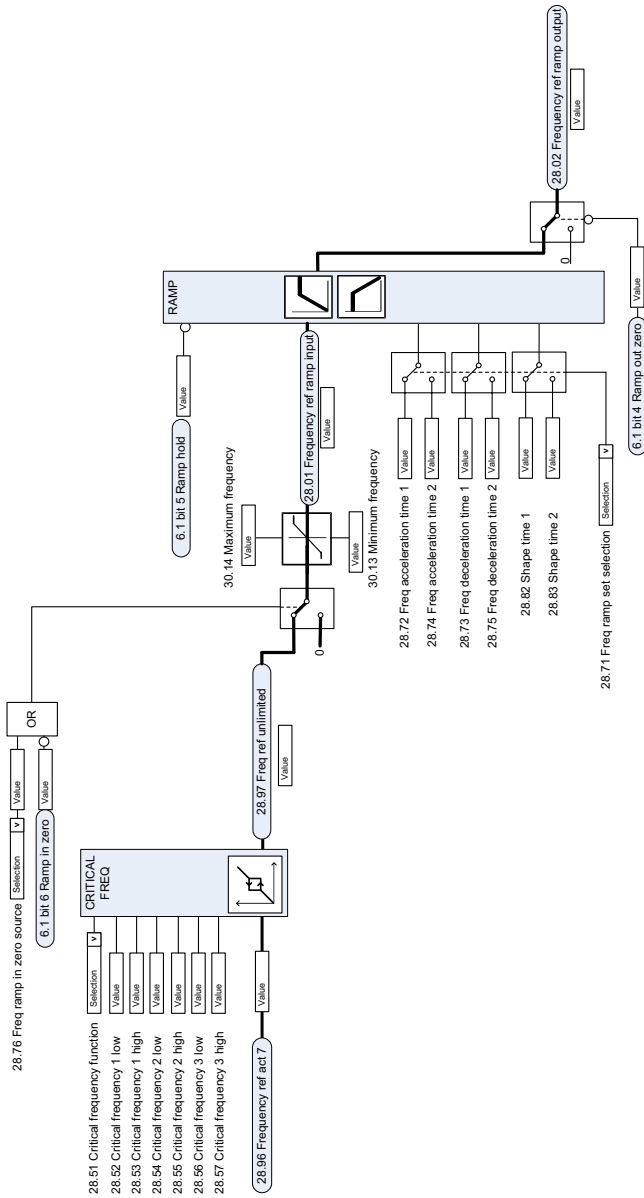 28.76 Freq ramp in zero source
Selection
v
Value
6.1 bit 6 Ramp in zero
Value
OR
28.51 Critical frequency function
Selection
v
28.52 Critical frequency 1 low
Value
28.53 Critical frequency 1 high
Value
28.54 Critical frequency 2 low
Value
28.55 Critical frequency 2 high
Value
28.56 Critical frequency 3 low
Value
28.57 Critical frequency 3 high
Value
CRITICAL
FREQ
28.96 Frequency ref act 7
Value
28.97 Freq ref unlimited
Value
0
30.14 Maximum frequency
Value
Value
30.13 Minimum frequency
28.01 Frequency ref ramp input
Value
6.1 bit 5 Ramp hold
Value
RAMP
28.72 Freq acceleration time 1
Value
28.74 Freq acceleration time 2
Value
28.73 Freq deceleration time 1
Value
28.75 Freq deceleration time 2
Value
28.82 Shape time 1
Value
28.83 Shape time 2
Value
28.71 Freq ramp set selection
Selection
v
0
28.02 Frequency ref ramp output
Value
6.1 bit 4 Ramp out zero
Value